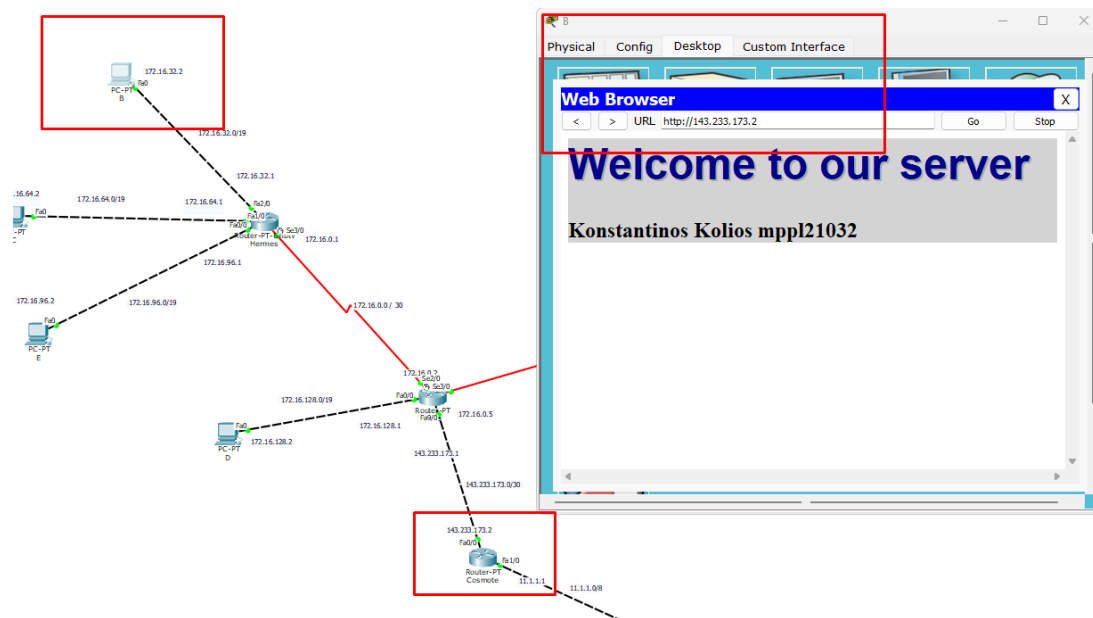 B
Physical Config Desktop Custom Interface
Web Browser
X
< > URL http://143.233.173.2 Go Stop
Welcome to our server
Konstantinos Kolios mppl21032
172.16.32.2
Fa0
PC-PT
B
172.16.32.0/19
172.16.32.1
.16.64.2
Fa0
-PT
172.16.64.0/19
172.16.64.1
Fa2/0
Fa1/0
Fa0/0
Se3/0
172.16.0.1
Hermes
172.16.96.1
172.16.96.2
172.16.96.0/19
Fa0
PC-PT
E
172.16.0.0/ 30
172.16.0.2
Se2/0
Se3/0
Fa0/0
172.16.128.0/19
Router-PT
Fa9/0
172.16.0.5
172.16.128.1
Fa0
172.16.128.2
PC-PT
D
143.233.173.1
143.233.173.0/30
143.233.173.2
Fa0/0
Fa1/0
Router-PT
Cosmote
11.1.1.1
11.1.1.0/8